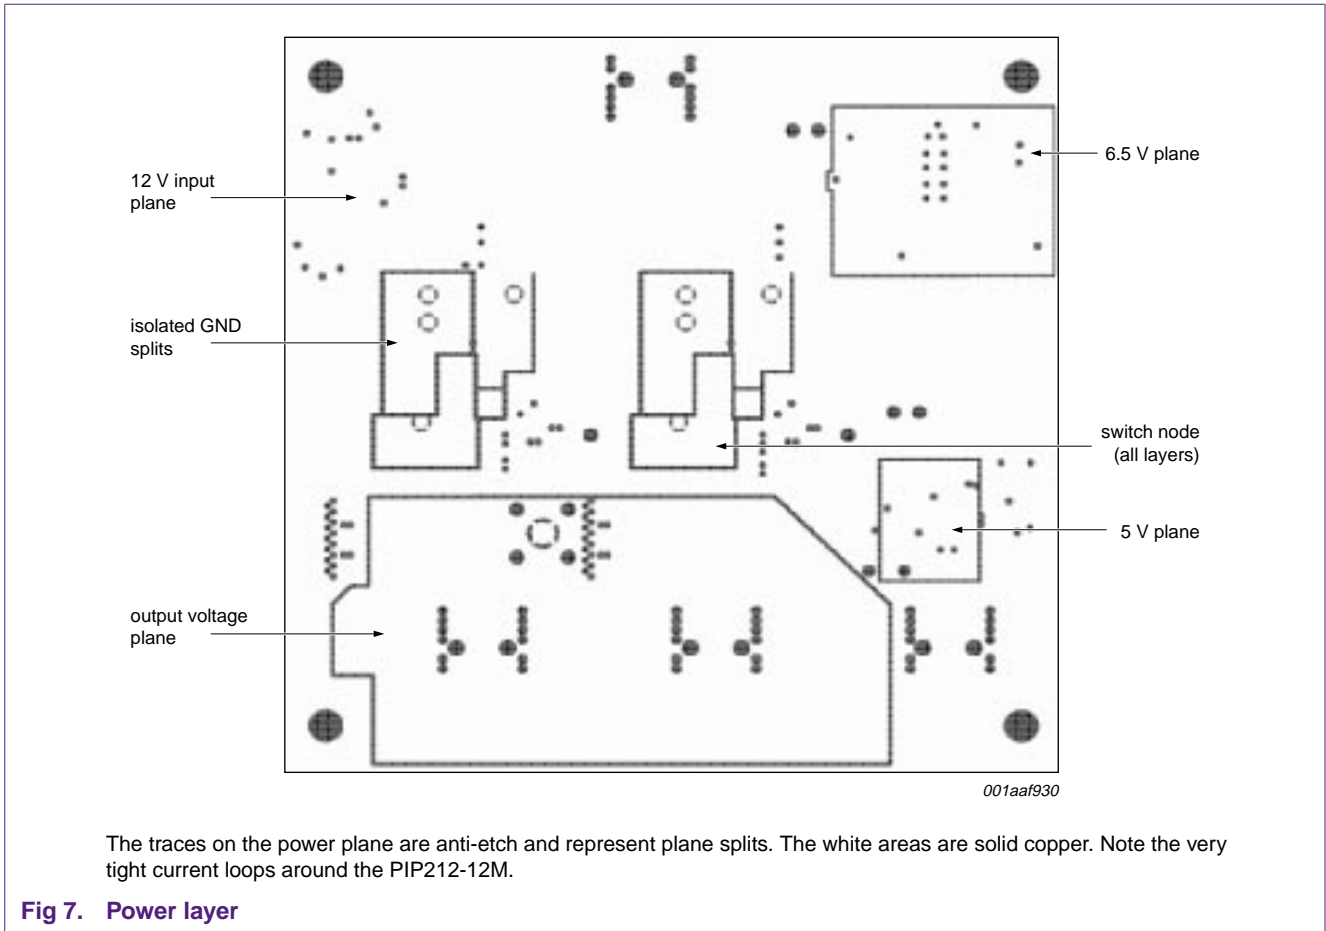 12 V input
plane
6.5 V plane
isolated GND
splits
switch node
(all layers)
5 V plane
output voltage
plane
001aaf930
The traces on the power plane are anti-etch and represent plane splits. The white areas are solid copper. Note the very
tight current loops around the PIP212-12M.
Fig 7. Power layer